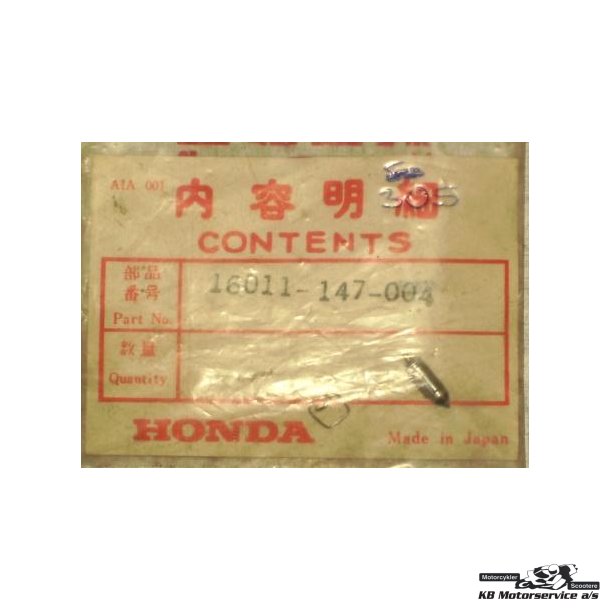 AIA 001
内容明細
305
CONTENTS
部品
番号
Part No.
16011-147-004
数量
Quantity
HONDA
Made in Japan
Motorcykler
Scootere
KB Motorservice a/s